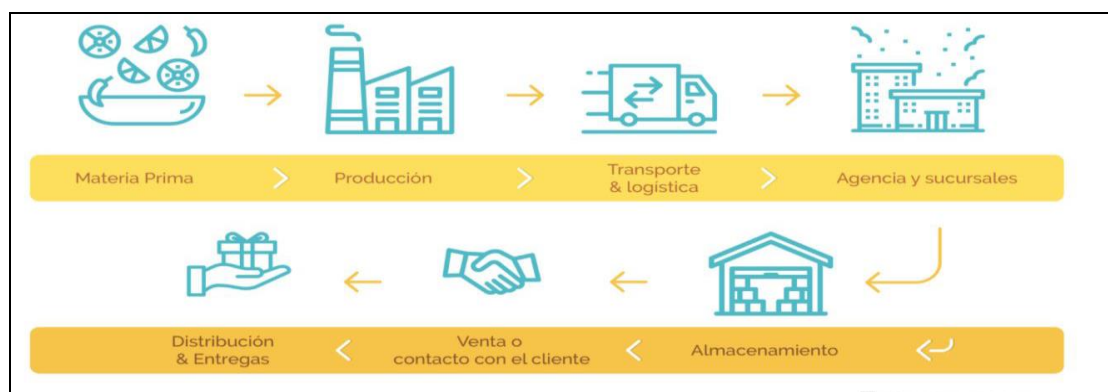 Materia Prima
Producción
Transporte
& logística
Agencia y sucursales
Distribución
& Entregas
Venta o
contacto con el cliente
Almacenamiento